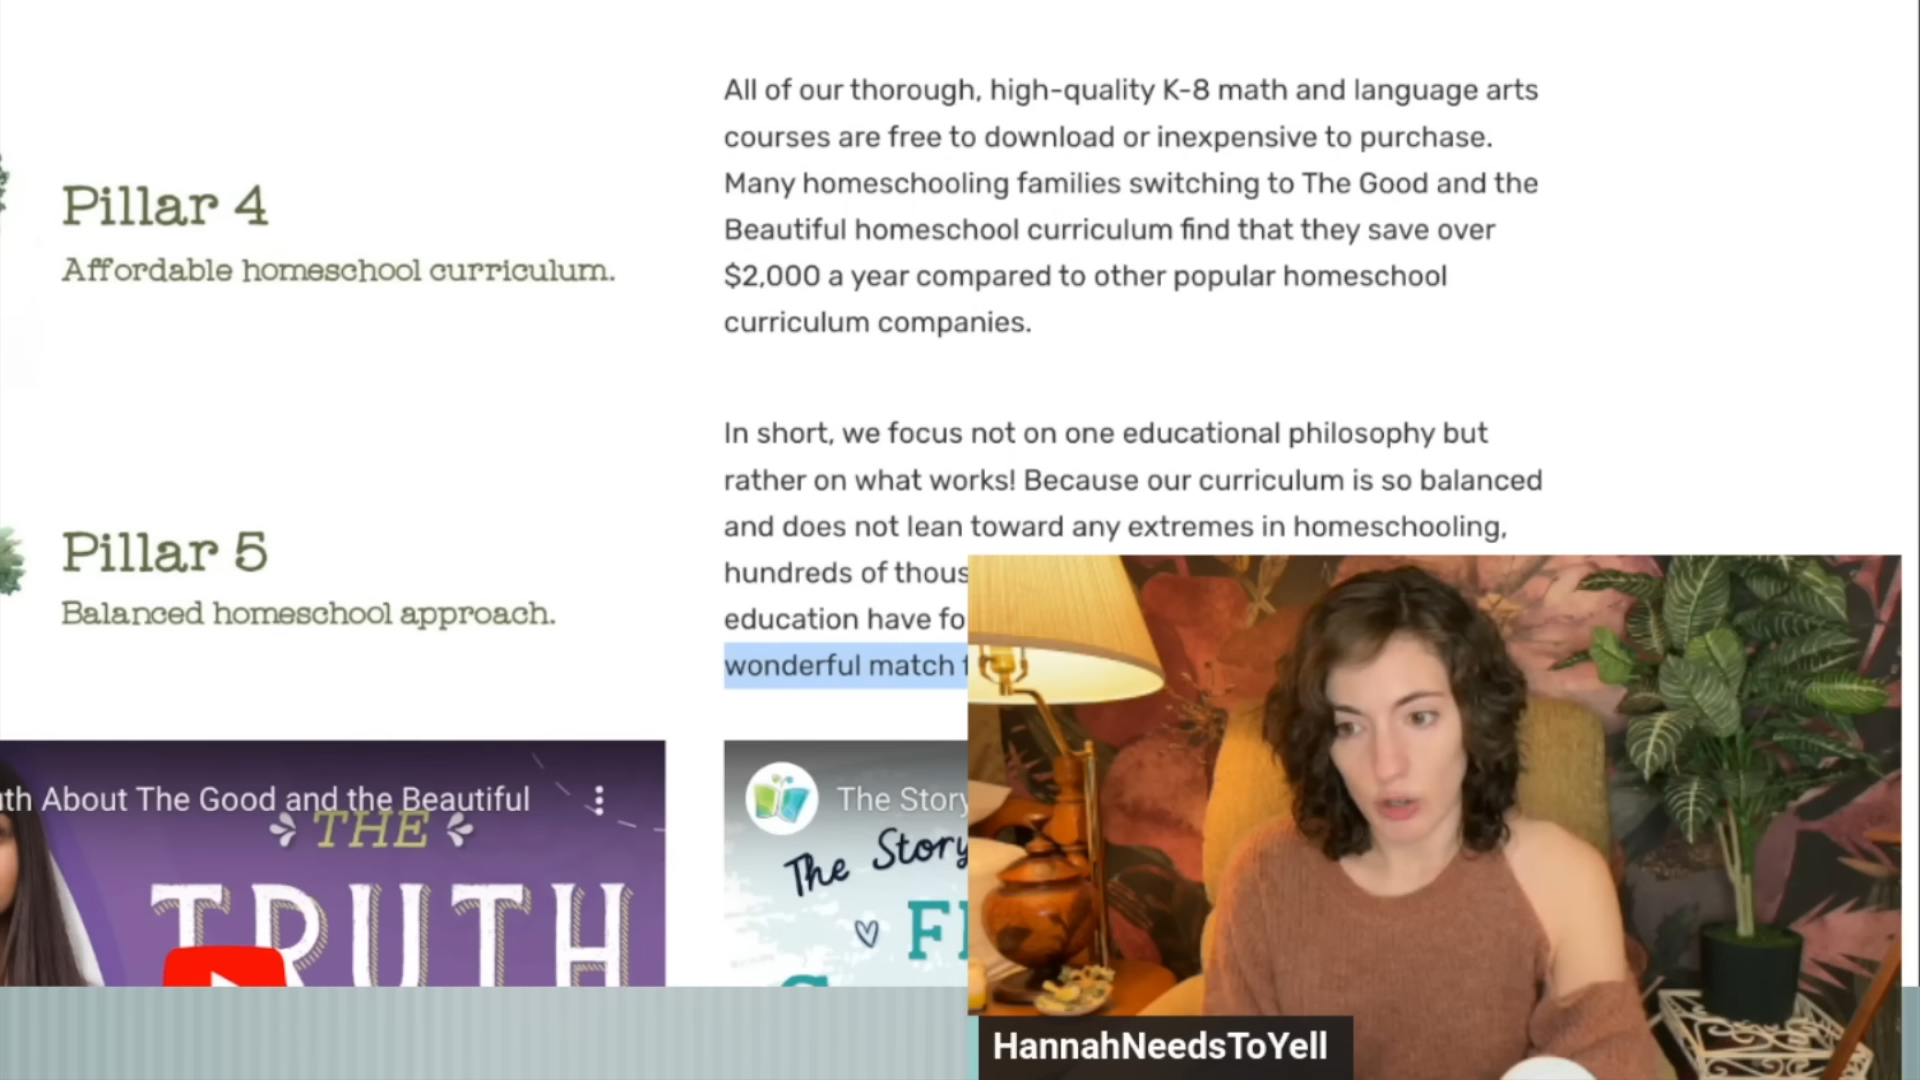 Pillar 4
Affordable homeschool curriculum.
All of our thorough, high-quality K-8 math and language arts
courses are free to download or inexpensive to purchase.
Many homeschooling families switching to The Good and the
Beautiful homeschool curriculum find that they save over
$2,000 a year compared to other popular homeschool
curriculum companies.
Pillar 5
Balanced homeschool approach.
In short, we focus not on one educational philosophy but
rather on what works! Because our curriculum is so balanced
and does not lean toward any extremes in homeschooling,
hundreds of thous
education have fo
wonderful match
About The Good and the Beautiful
THE
TRUTH
The Story
The Story
HannahNeedsToYell